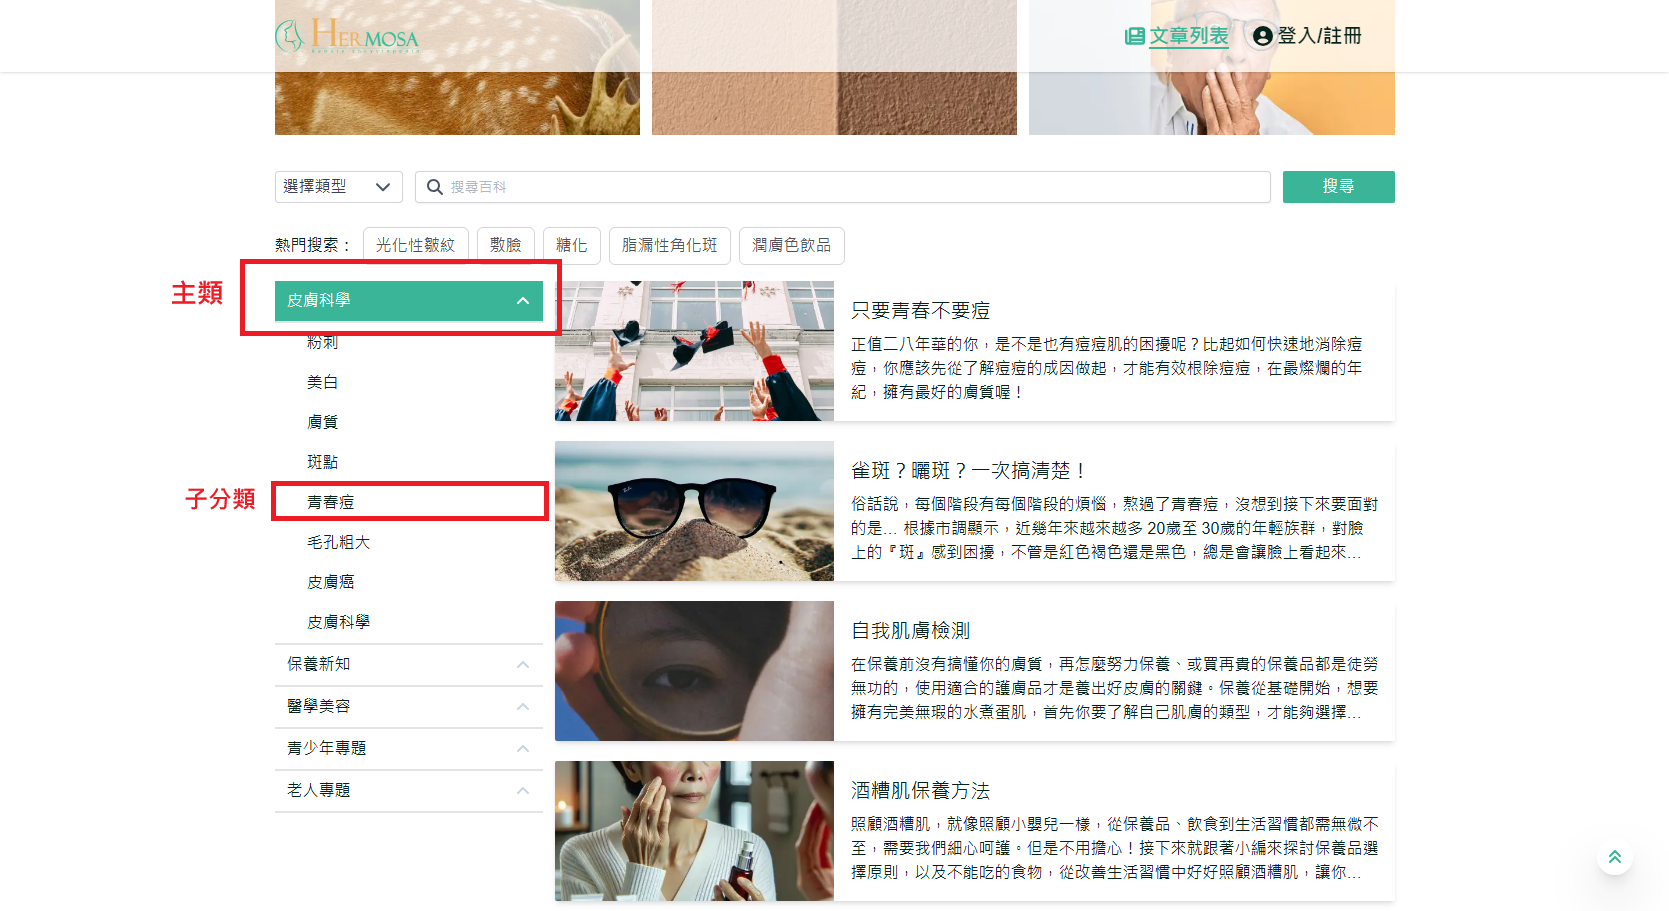 HERMOSA
文章列表
登入/註冊
選擇類型
搜尋百科
搜尋
熱門搜索：
光化性皺紋
敷臉
糖化
脂漏性角化斑
潤膚色飲品
主類
皮膚科學
粉刺
美白
膚質
斑點
子分類
青春痘
毛孔粗大
皮膚癌
皮膚科學
保養新知
醫學美容
青少年專題
老人專題
只要青春不要痘
正值二八年華的你，是不是也有痘痘肌的困擾呢？比起如何快速地消除痘
痘，你應該先從了解痘痘的成因做起，才能有效根除痘痘，在最燦爛的年
紀，擁有最好的膚質喔！
雀斑？曬斑？一次搞清楚！
俗話說，每個階段有每個階段的煩惱，熬過了青春痘，沒想到接下來要面對
的是... 根據市調顯示，近幾年來越來越多 20歲至 30歲的年輕族群，對臉
上的『斑』感到困擾，不管是紅色褐色還是黑色，總是會讓臉上看起來...
自我肌膚檢測
在保養前沒有搞懂你的膚質，再怎麼努力保養、或買再貴的保養品都是徒勞
無功的，使用適合的護膚品才是養出好皮膚的關鍵。保養從基礎開始，想要
擁有完美無瑕的水煮蛋肌，首先你要了解自己肌膚的類型，才能夠選擇...
酒糟肌保養方法
照顧酒糟肌，就像照顧小嬰兒一樣，從保養品、飲食到生活習慣都需無微不
至，需要我們細心呵護。但是不用擔心！接下來就跟著小編來探討保養品選
擇原則，以及不能吃的食物，從改善生活習慣中好好照顧酒糟肌，讓你...